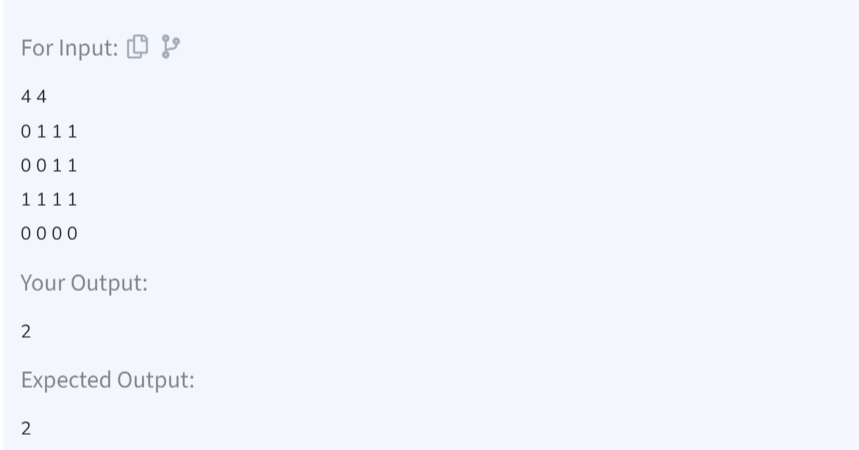 For Input:
4 4
0 1 1 1
0 0 1 1
1 1 1 1
0 0 0 0
Your Output:
2
Expected Output:
2